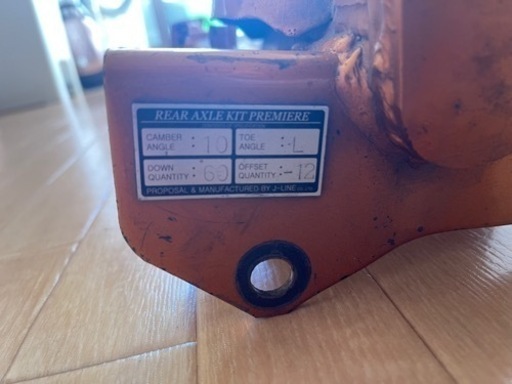 REAR AXLE KIT PREMIERE
CAMBER ANGLE : 10 TOE ANGLE : L
DOWN QUANTITY : 60 OFFSET QUANTITY : -12
PROPOSAL & MANUFACTURED BY J-LINE